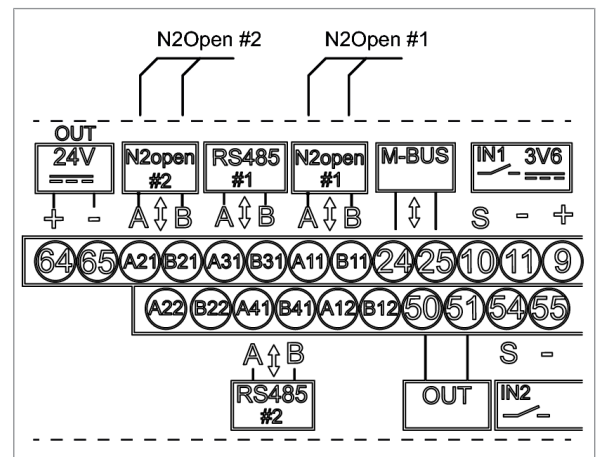 N2Open #2 N2Open #1
OUT
24V N2open #2 RS485 #1 N2open #1 M-BUS IN1 3V6
+ - A B A B A B S - +
64 65 A21 B21 A31 B31 A11 B11 24 25 10 11 9
A22 B22 A41 B41 A12 B12 50 51 54 55
A B S -
RS485 #2 OUT IN2